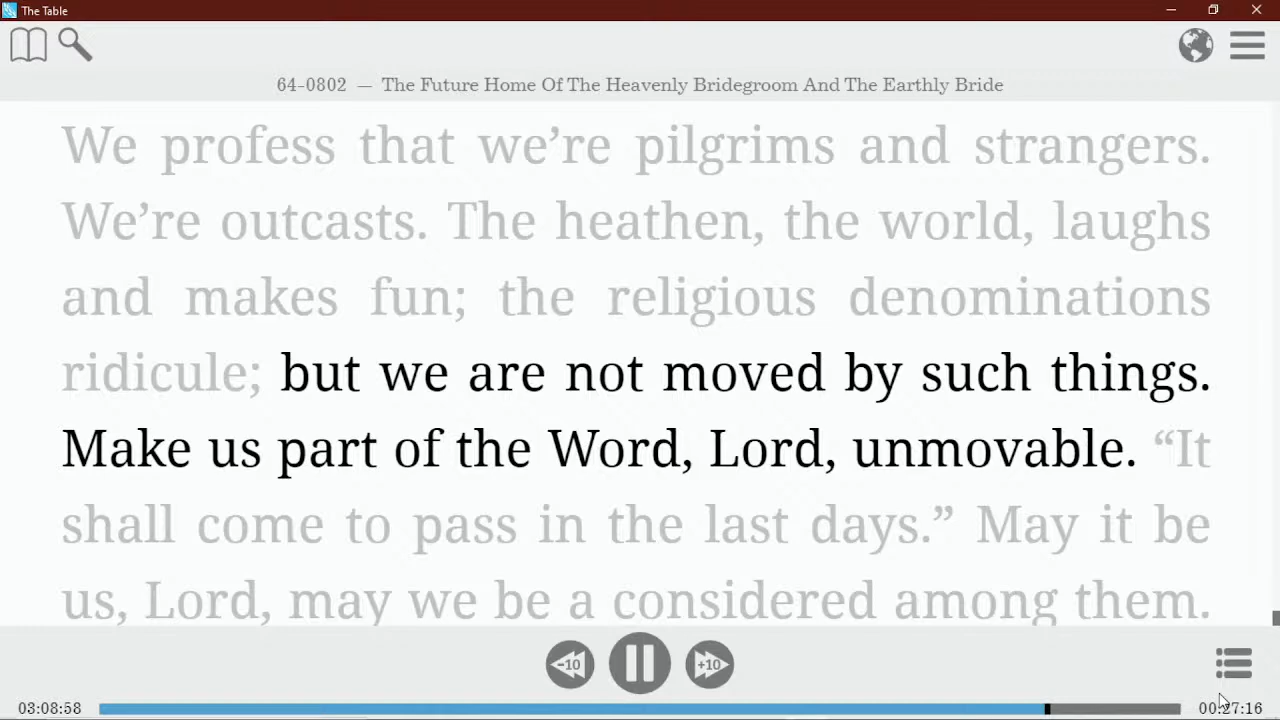 The Table
64-0802 — The Future Home Of The Heavenly Bridegroom And The Earthly Bride
We profess that we’re pilgrims and strangers.
We’re outcasts. The heathen, the world, laughs
and makes fun; the religious denominations
ridicule; but we are not moved by such things.
Make us part of the Word, Lord, unmovable. “It
shall come to pass in the last days.” May it be
us, Lord, may we be a considered among them.
-10 +10
03:08:58 00:27:16